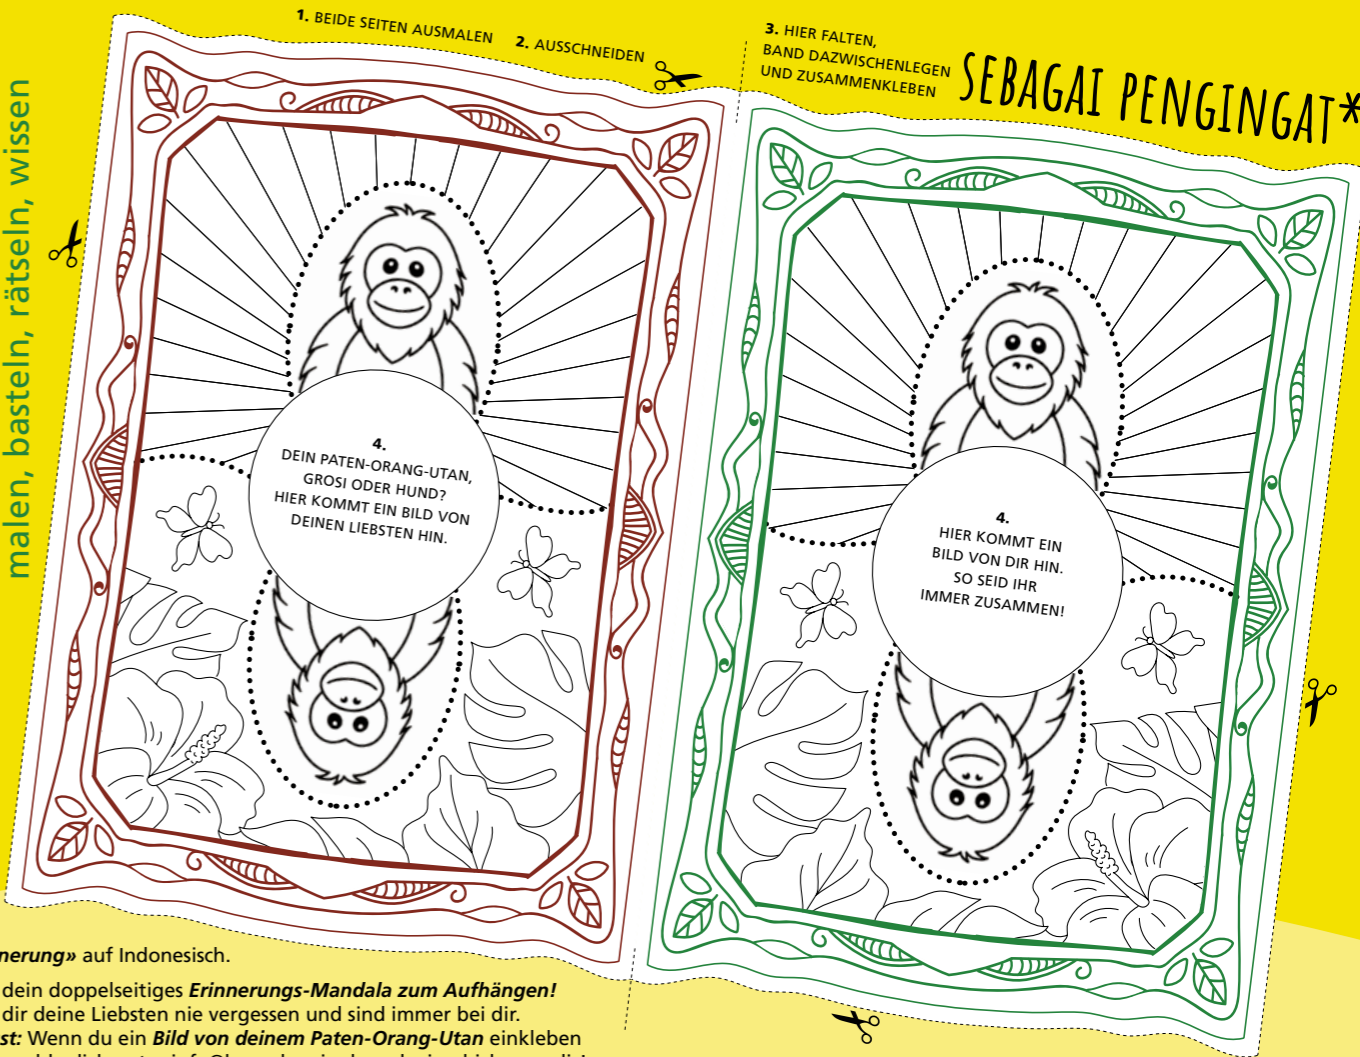 malen, basteln, rätseln, wissen
1. BEIDE SEITEN AUSMALEN
2. AUSSCHNEIDEN
3. HIER FALTEN,
BAND DAZWISCHENLEGEN
UND ZUSAMMENKLEBEN
SEBAGAI PENGINGAT*
4.
DEIN PATEN-ORANG-UTAN,
GROSI ODER HUND?
HIER KOMMT EIN BILD VON
DEINEN LIEBSTEN HIN.
4.
HIER KOMMT EIN
BILD VON DIR HIN.
SO SEID IHR
IMMER ZUSAMMEN!
nerung» auf Indonesisch.
dein doppelseitiges Erinnerungs-Mandala zum Aufhängen!
dir deine Liebsten nie vergessen und sind immer bei dir.
st: Wenn du ein Bild von deinem Paten-Orang-Utan einkleben